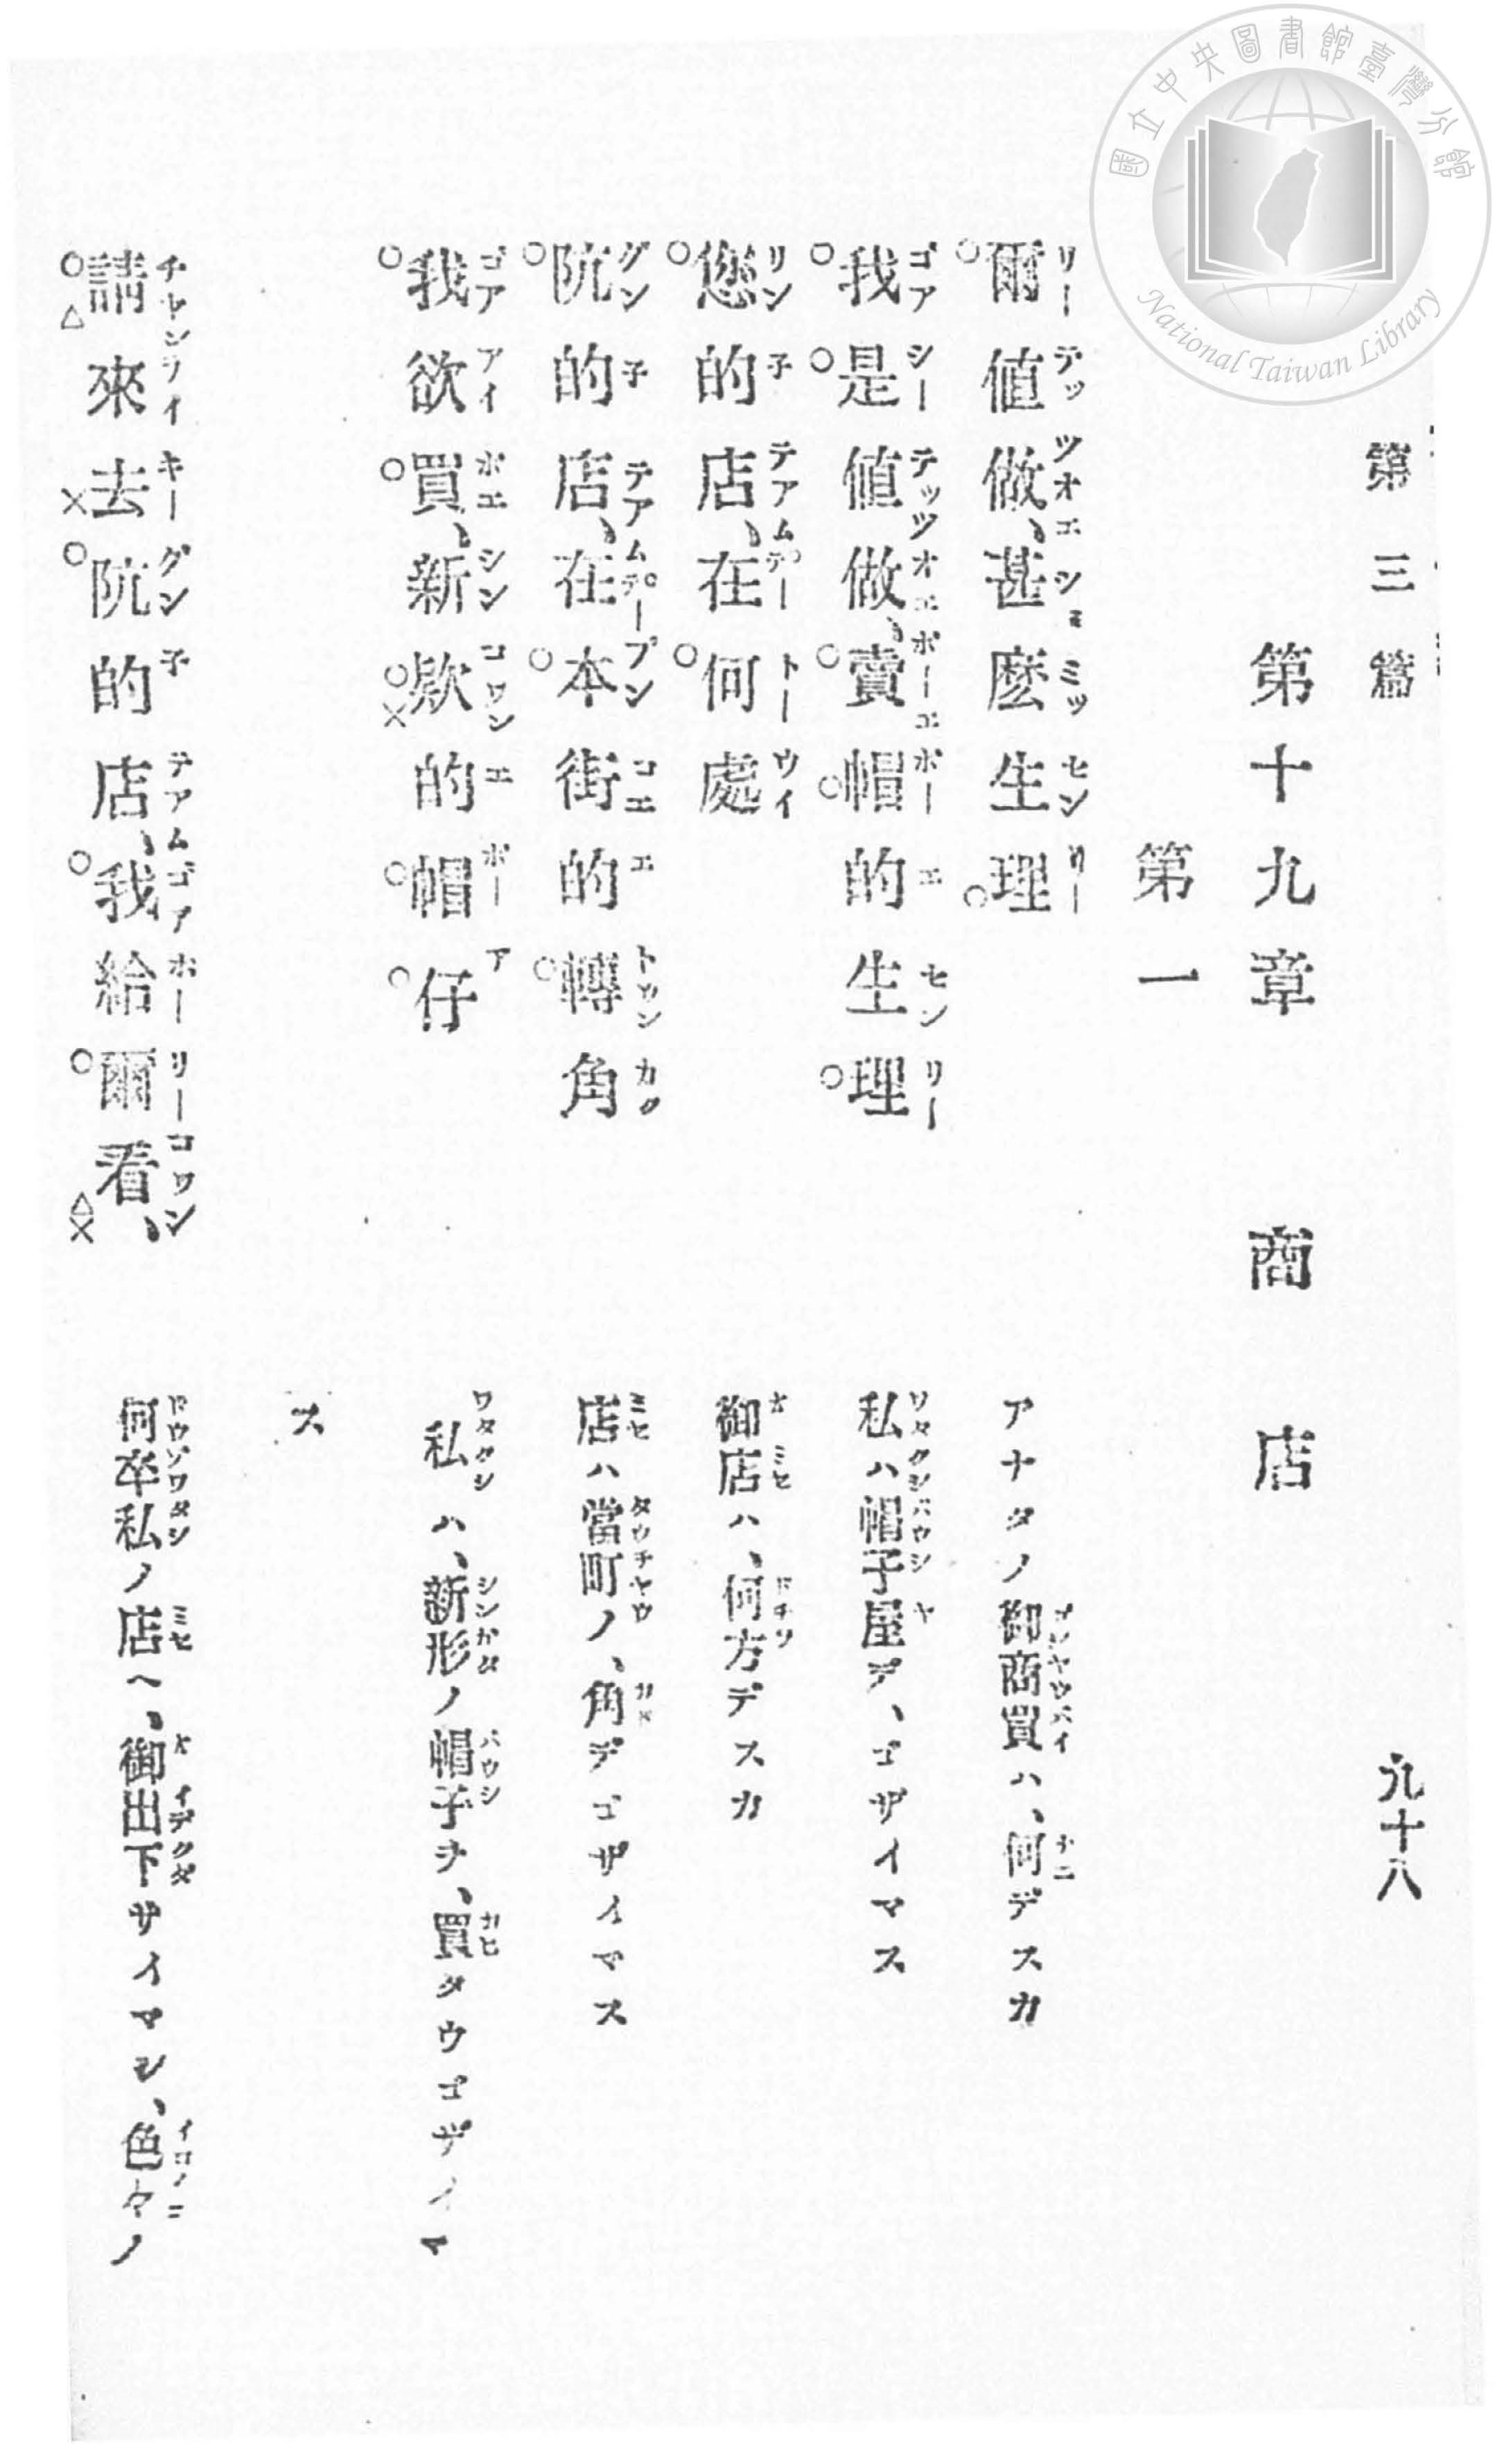 國立中央圖書館臺灣分館
National Taiwan Library
第三篇
九十八
第十九章 商店
第一
爾值做、甚麽生理
アナタノ御商買ハ、何デスカ
我是值做、賣帽的生理
私ハ帽子屋デ、ゴザイマス
您的店、在何處
御店ハ、何方デスカ
阮的店、在本街的轉角
店ハ當町ノ、角デゴザイマス
我欲買、新欵的帽仔
私ハ、新形ノ帽子ヲ、買タウゴザイマ
ス
請來去阮的店、我給爾看、
何卒私ノ店ヘ、御出下サイマシ、色々ノ